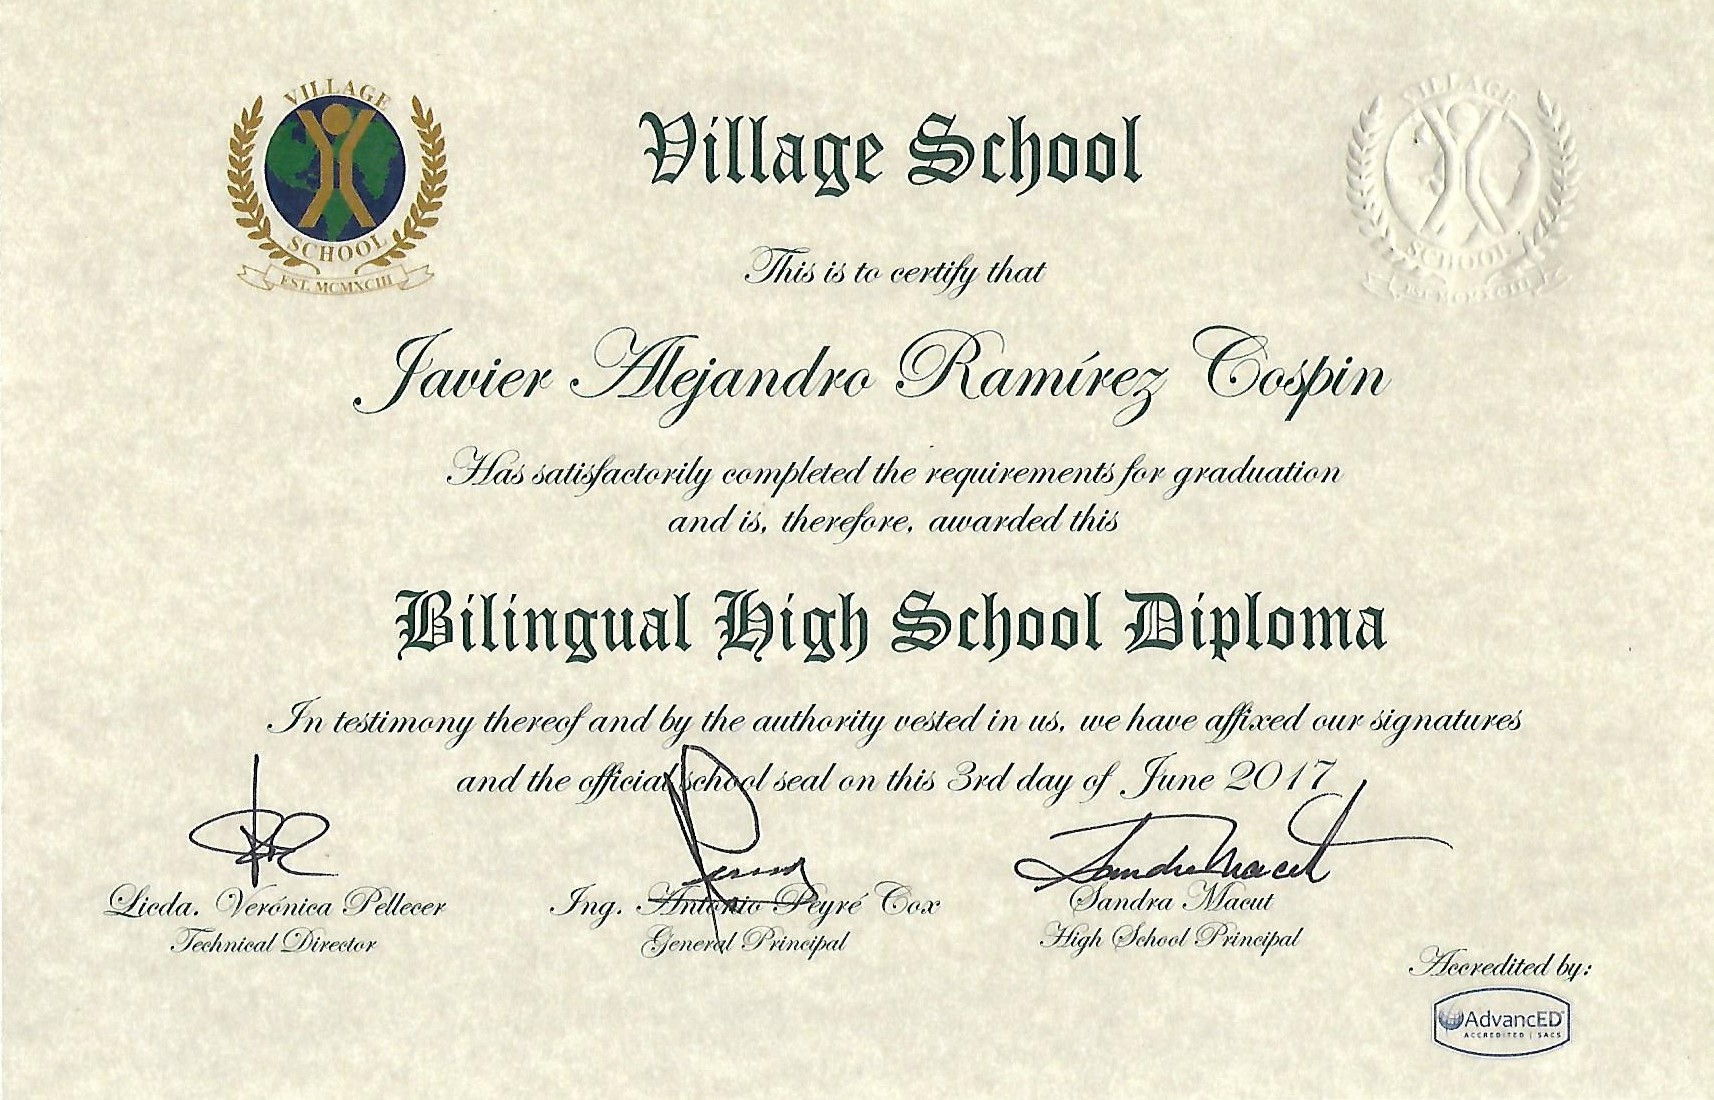 VILLAGE
SCHOOL
EST. MCMXCIII
Village School
VILLAGE
SCHOOL
EST. MCMXCIII
This is to certify that
Javier Alejandro Ramírez Cospin
Has satisfactorily completed the requirements for graduation
and is, therefore, awarded this
Bilingual High School Diploma
In testimony thereof and by the authority vested in us, we have affixed our signatures
and the official school seal on this 3rd day of June 2017
Sandra Macut
Licda. Verónica Pellecer
Technical Director
Ing. Antonio Peyré Cox
General Principal
Sandra Macut
High School Principal
Accredited by:
AdvancED
ACCREDITED | SACS